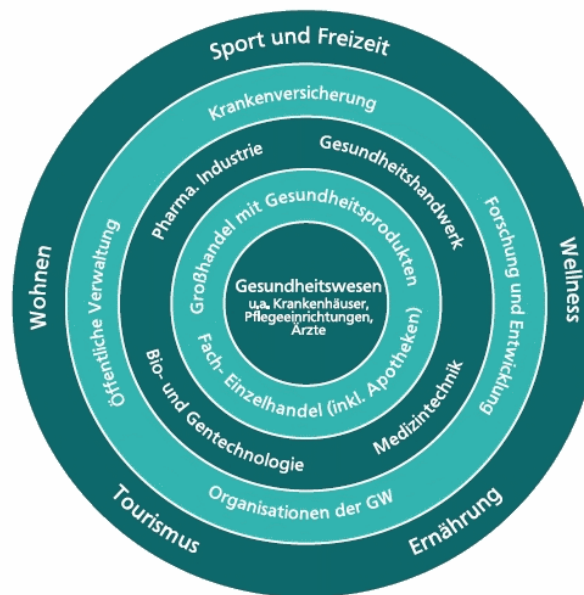 Sport und Freizeit
Krankenversicherung
Pharma. Industrie
Gesundheitshandwerk
Großhandel mit Gesundheitsprodukten
Gesundheitswesen
u.a. Krankenhäuser,
Pflegeeinrichtungen,
Ärzte
Fach- Einzelhandel (inkl. Apotheken)
Wohnen
Öffentliche Verwaltung
Forschung und Entwicklung
Wellness
Bio- und Gentechnologie
Medizintechnik
Organisationen der GW
Tourismus
Ernährung